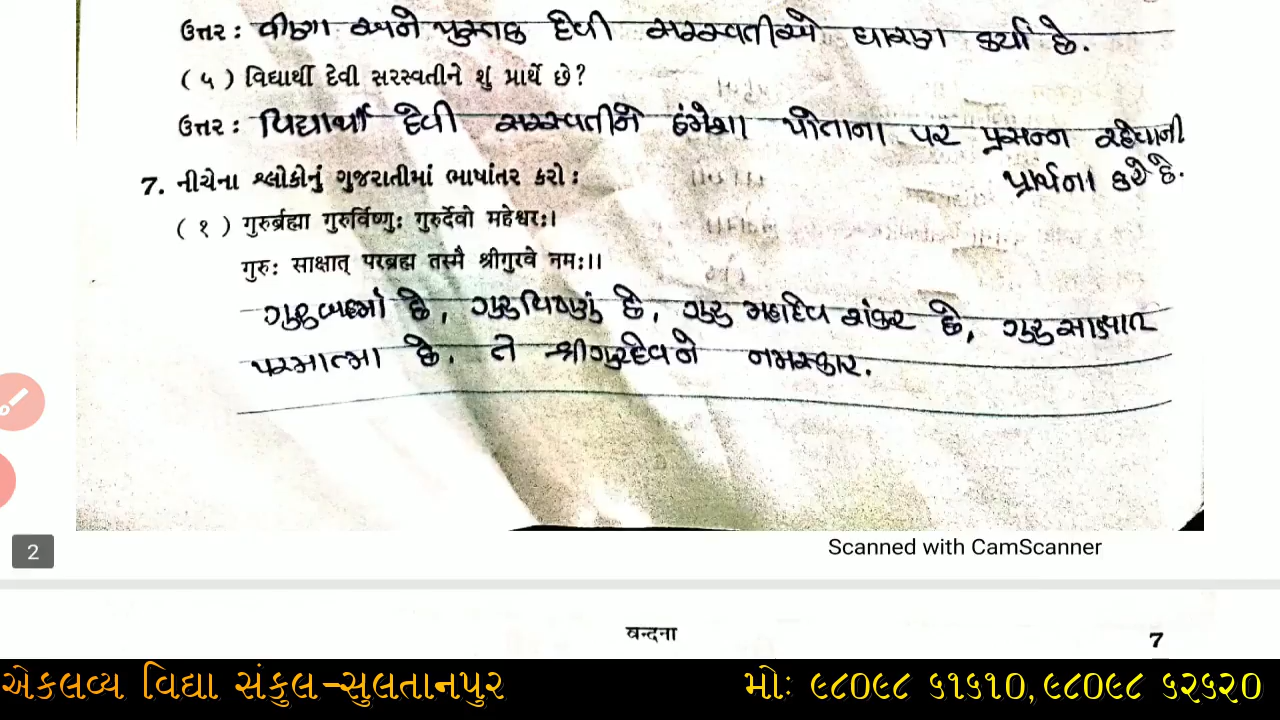 ઉત્તર : વીણા અને પુસ્તક દેવી સરસ્વતીએ ધારણ કર્યા છે.
( ૫ ) વિદ્યાર્થી દેવી સરસ્વતીને શું પ્રાર્થે છે?
ઉત્તર : વિદ્યાર્થી દેવી સરસ્વતીને હંમેશા પોતાના પર પ્રસન્ન રહેવાની
પ્રાર્થના કરે છે.
7. નીચેના શ્લોકોનું ગુજરાતીમાં ભાષાંતર કરો :
( १ ) गुरुर्ब्रह्मा गुरुर्विष्णुः गुरुर्देवो महेश्वरः।
गुरुः साक्षात् परब्रह्म तस्मै श्रीगुरवे नमः।।
ગુરુ બ્રહ્મા છે, ગુરુ વિષ્ણું છે, ગુરુ મહાદેવ શંકર છે, ગુરુ સાક્ષાત
પરમાત્મા છે. તે શ્રીગુરુદેવને નમસ્કાર.
2
Scanned with CamScanner
वन्दना
7
એકલવ્ય વિદ્યા સંકુલ-સુલતાનપુર
મોઃ ૯૮૦૯૮ ૬૧૬૧૦, ૯૮૦૯૮ ૬૨૬૨૦